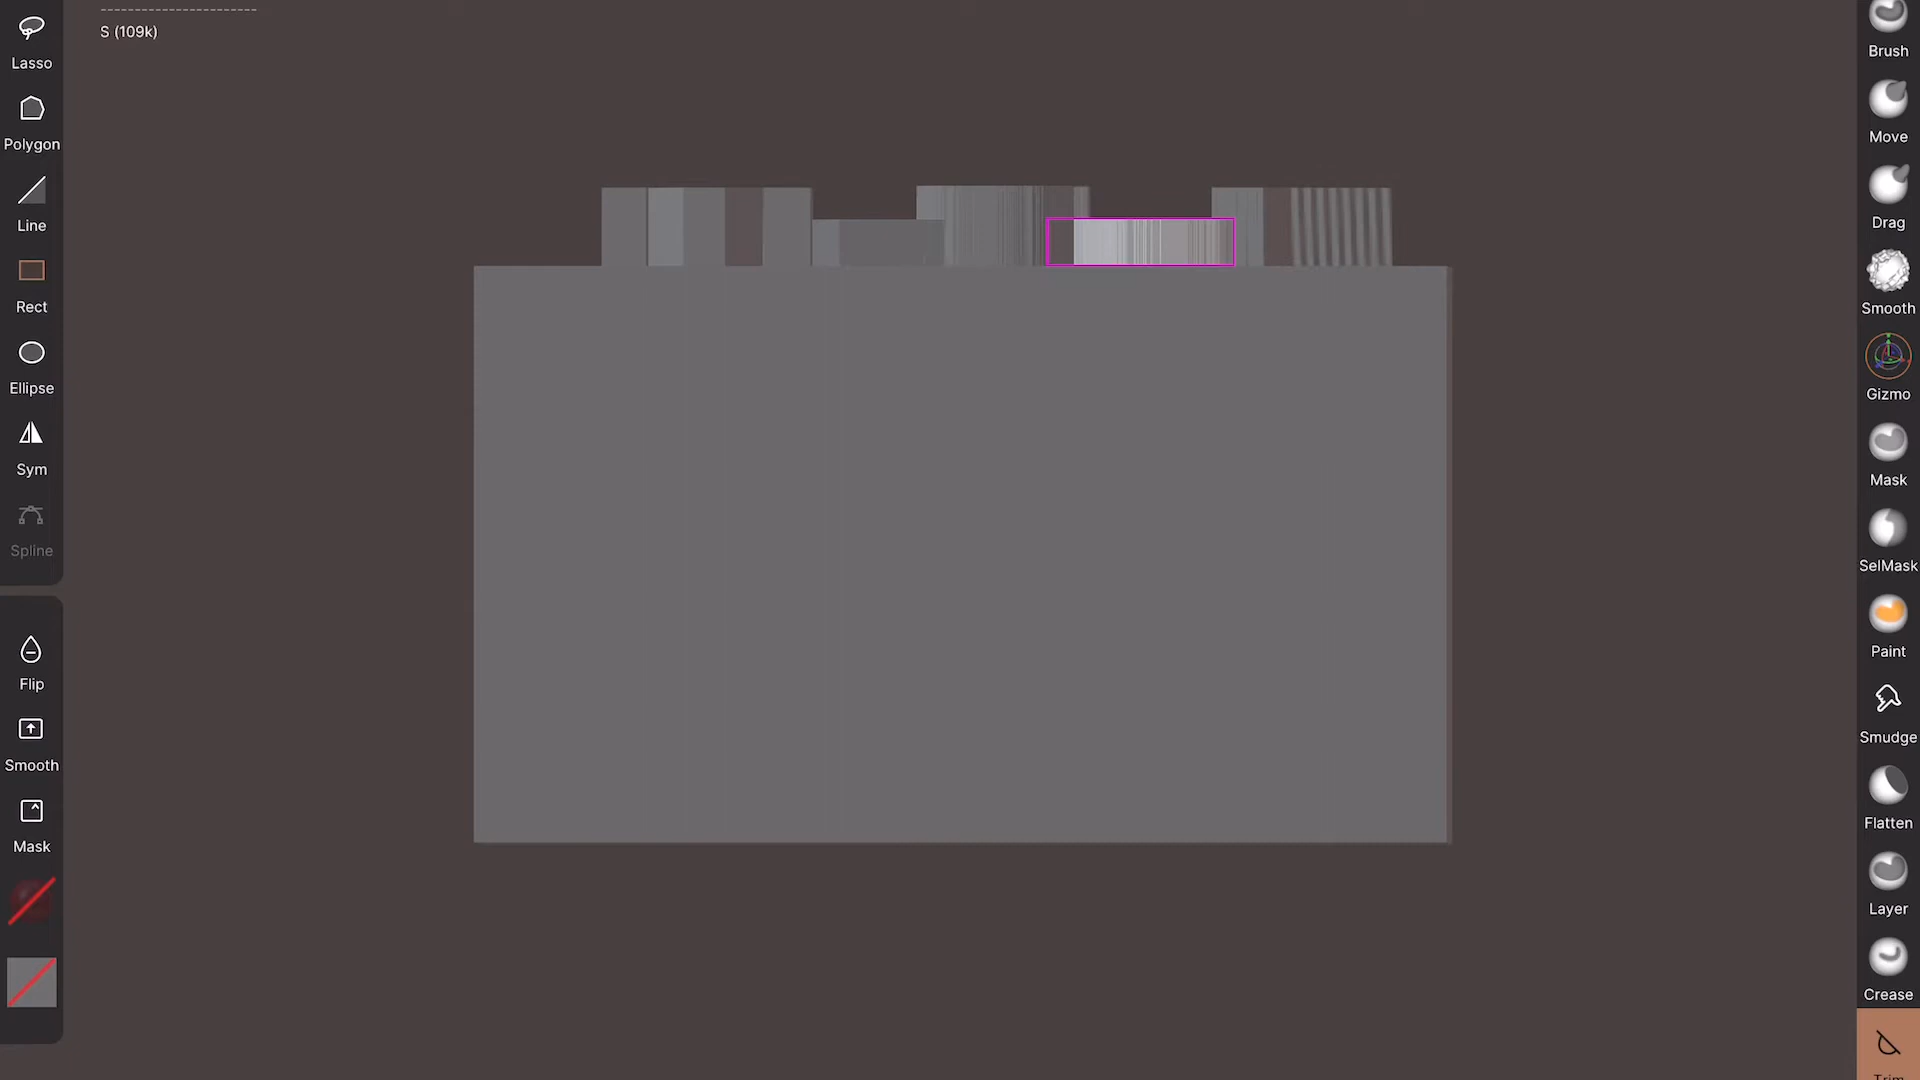 S (109k)
Lasso
Polygon
Line
Rect
Ellipse
Sym
Spline
Flip
Smooth
Mask
Brush
Move
Drag
Smooth
Gizmo
Mask
SelMask
Paint
Smudge
Flatten
Layer
Crease
Trim